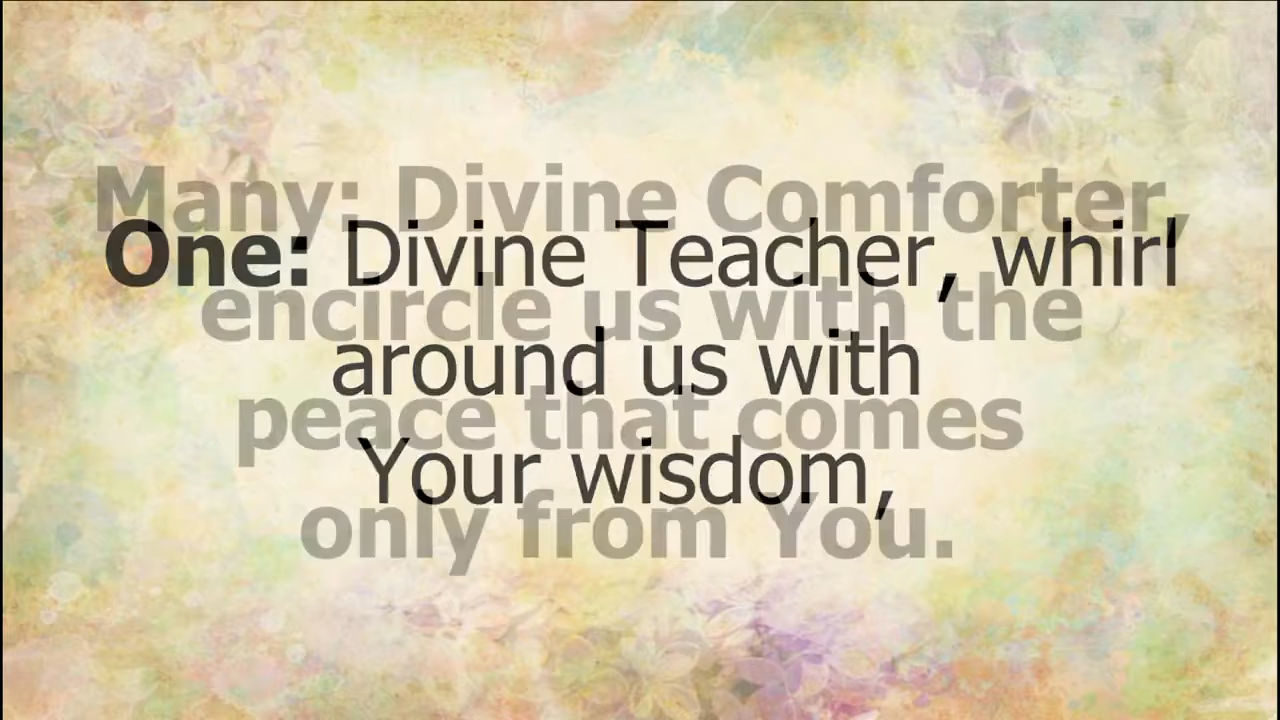 Many: Divine Comforter,
encircle us with the
peace that comes
only from You.
One: Divine Teacher, whirl
around us with
Your wisdom,